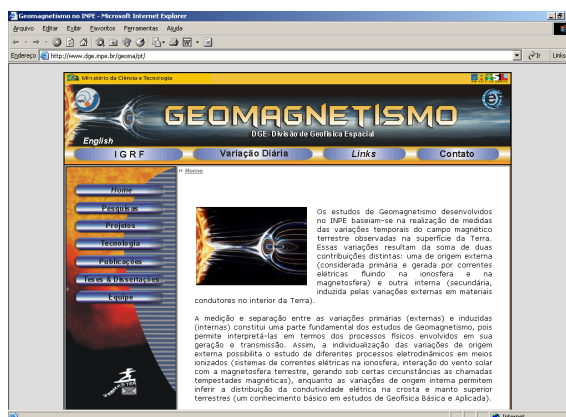 Geomagnetismo no INPE - Microsoft Internet Explorer
Arquivo Editar Exibir Favoritos Ferramentas Ajuda
Endereço http://www.dge.inpe.br/geoma/pt/ Ir Links
Ministério da Ciência e Tecnologia
GEOMAGNETISMO
DGE- Divisão de Geofísica Espacial
English
IGRF Variação Diária Links Contato
Home
Pesquisas
Projetos
Tecnologia
Publicações
Teses & Dissertações
Equipe
WEBMASTER
» Home
Os estudos de Geomagnetismo desenvolvidos
no INPE baseiam-se na realização de medidas
das variações temporais do campo magnético
terrestre observadas na superfície da Terra.
Essas variações resultam da soma de duas
contribuições distintas: uma de origem externa
(considerada primária e gerada por correntes
elétricas fluindo na ionosfera e na
magnetosfera) e outra interna (secundária,
induzida pelas variações externas em materiais
condutores no interior da Terra).
A medição e separação entre as variações primárias (externas) e induzidas
(internas) constitui uma parte fundamental dos estudos de Geomagnetismo, pois
permite interpretá-las em termos dos processos físicos envolvidos em sua
geração e transmissão. Assim, a individualização das variações de origem
externa possibilita o estudo de diferentes processos eletrodinâmicos em meios
ionizados (sistemas de correntes elétricas na ionosfera, interação do vento solar
com a magnetosfera terrestre, gerando sob certas circunstâncias as chamadas
tempestades magnéticas), enquanto as variações de origem interna permitem
inferir a distribuição da condutividade elétrica na crosta e manto superior
terrestres (um conhecimento básico em estudos de Geofísica Básica e Aplicada).
Internet